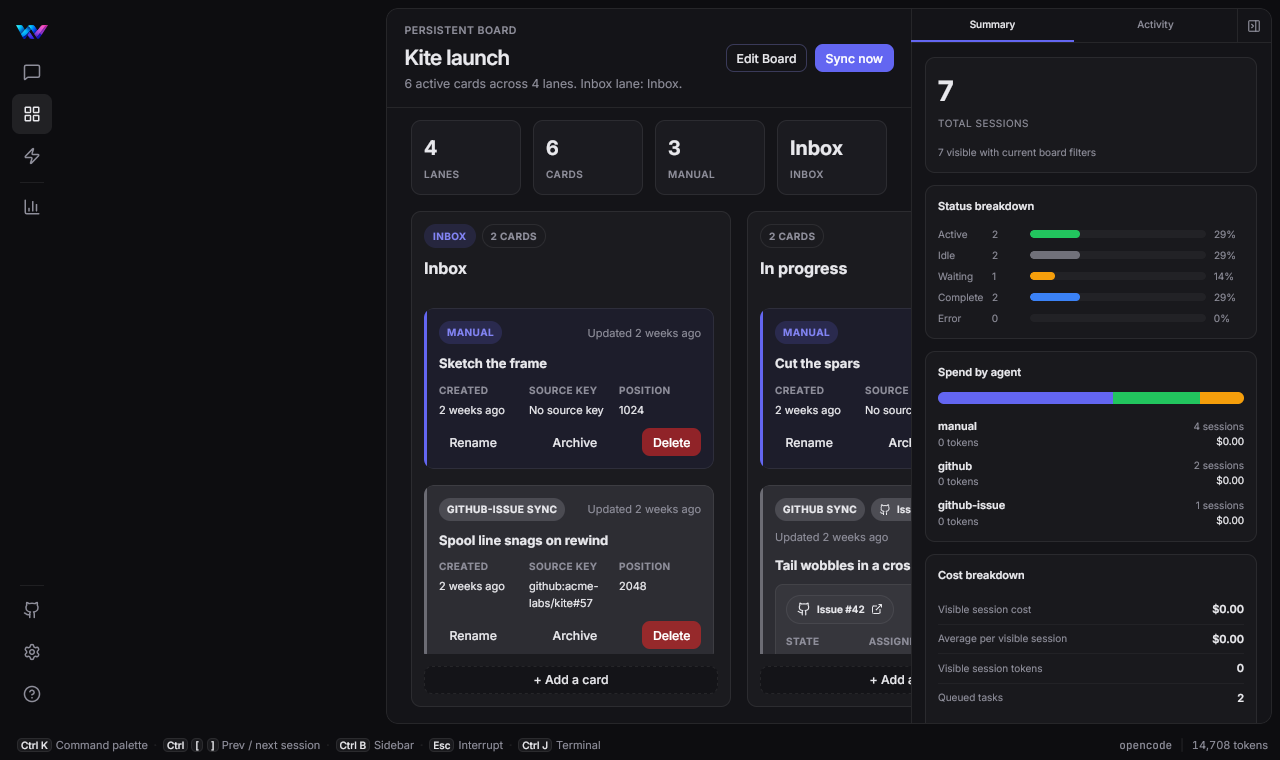 PERSISTENT BOARD
Kite launch
Edit Board
Sync now
6 active cards across 4 lanes. Inbox lane: Inbox.
4
LANES
6
CARDS
3
MANUAL
Inbox
INBOX
INBOX
2 CARDS
Inbox
MANUAL
Updated 2 weeks ago
Sketch the frame
CREATED
SOURCE KEY
POSITION
2 weeks ago
No source key
1024
Rename
Archive
Delete
GITHUB-ISSUE SYNC
Updated 2 weeks ago
Spool line snags on rewind
CREATED
SOURCE KEY
POSITION
2 weeks ago
github:acme-
labs/kite#57
2048
Rename
Archive
Delete
+ Add a card
2 CARDS
In progress
MANUAL
Cut the spars
CREATED
SOURCE
2 weeks ago
No sourc
Rename
Arch
GITHUB SYNC
Iss
Updated 2 weeks ago
Tail wobbles in a cros
Issue #42
STATE
ASSIGN
+ Add a
Summary
Activity
7
TOTAL SESSIONS
7 visible with current board filters
Status breakdown
Active 2 29%
Idle 2 29%
Waiting 1 14%
Complete 2 29%
Error 0 0%
Spend by agent
manual 4 sessions
0 tokens $0.00
github 2 sessions
0 tokens $0.00
github-issue 1 sessions
0 tokens $0.00
Cost breakdown
Visible session cost $0.00
Average per visible session $0.00
Visible session tokens 0
Queued tasks 2
Ctrl K Command palette · Ctrl [ ] Prev / next session · Ctrl B Sidebar · Esc Interrupt · Ctrl J Terminal
opencode
14,708 tokens